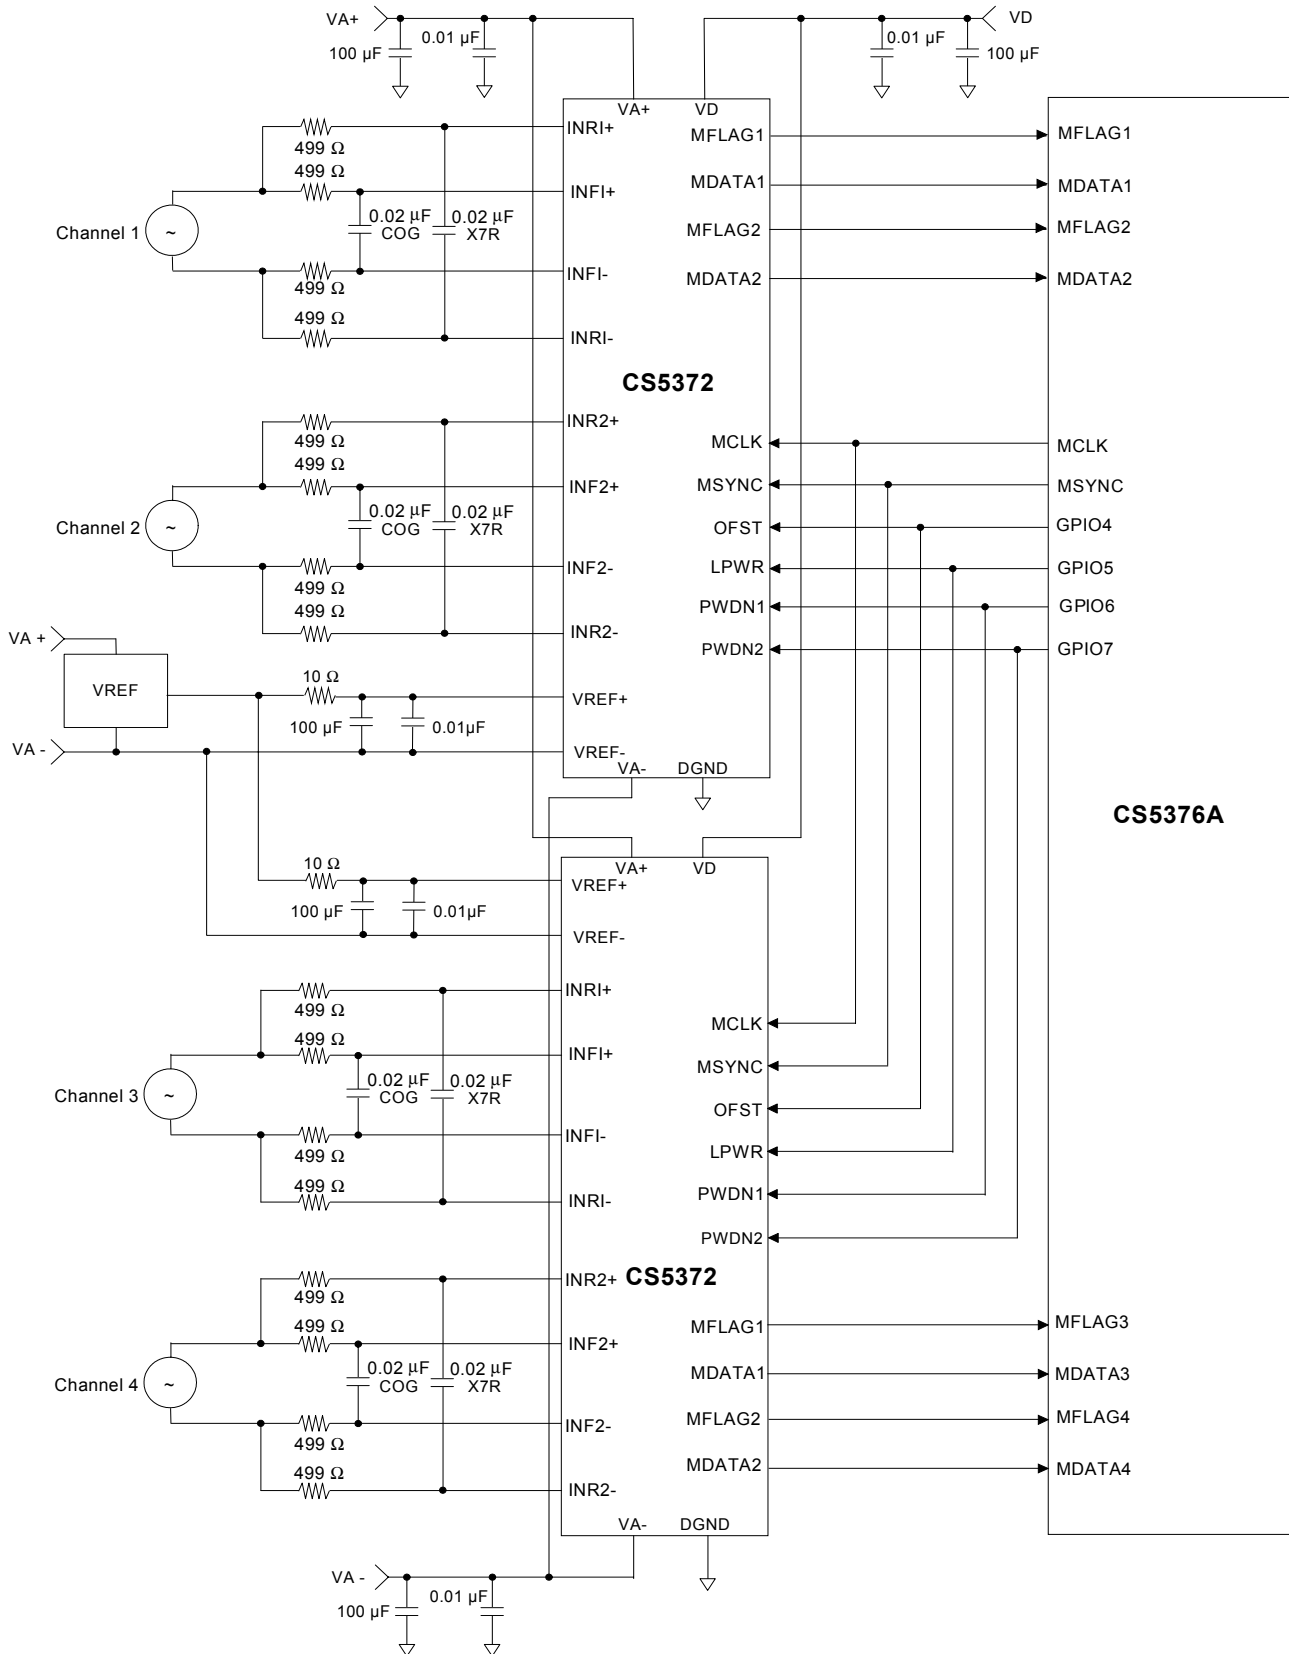 VA+
100 µF
0.01 µF
VD
0.01 µF
100 µF
VA+
VD
INRI+
499 Ω
499 Ω
INFI+
Channel 1
~
0.02 µF
COG
0.02 µF
X7R
INFI-
499 Ω
499 Ω
INRI-
MFLAG1
MDATA1
MFLAG2
MDATA2
MFLAG1
MDATA1
MFLAG2
MDATA2
CS5372
INR2+
499 Ω
499 Ω
INF2+
Channel 2
~
0.02 µF
COG
0.02 µF
X7R
INF2-
499 Ω
499 Ω
INR2-
MCLK
MSYNC
OFST
LPWR
PWDN1
PWDN2
MCLK
MSYNC
GPIO4
GPIO5
GPIO6
GPIO7
VA +
VREF
VA -
10 Ω
100 µF
0.01µF
VREF+
VREF-
VA-
DGND
CS5376A
VA+
VD
10 Ω
100 µF
0.01µF
VREF+
VREF-
INRI+
499 Ω
499 Ω
INFI+
Channel 3
~
0.02 µF
COG
0.02 µF
X7R
INFI-
499 Ω
499 Ω
INRI-
MCLK
MSYNC
OFST
LPWR
PWDN1
PWDN2
CS5372
INR2+
499 Ω
499 Ω
INF2+
Channel 4
~
0.02 µF
COG
0.02 µF
X7R
INF2-
499 Ω
499 Ω
INR2-
MFLAG1
MDATA1
MFLAG2
MDATA2
MFLAG3
MDATA3
MFLAG4
MDATA4
VA-
DGND
VA -
100 µF
0.01 µF